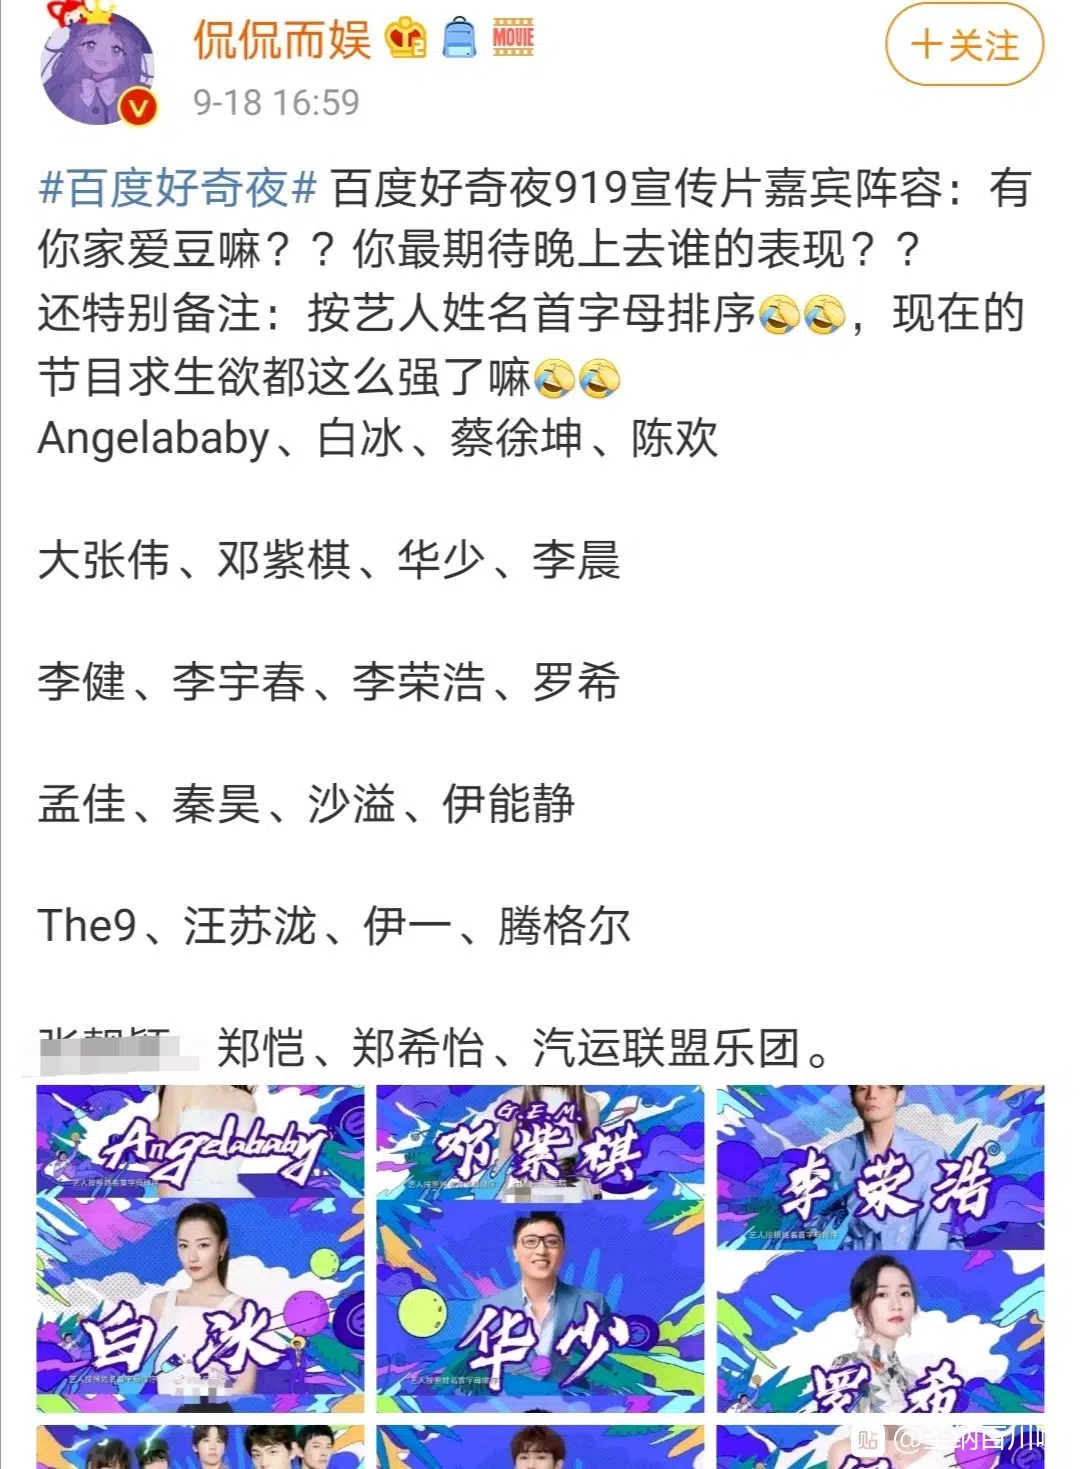 侃侃而娱
MOVIE
+关注
V
9-18 16:59
#百度好奇夜# 百度好奇夜919宣传片嘉宾阵容：有
你家爱豆嘛？？你最期待晚上去谁的表现？？
还特别备注：按艺人姓名首字母排序，现在的
节目求生欲都这么强了嘛
Angelababy、白冰、蔡徐坤、陈欢
大张伟、邓紫棋、华少、李晨
李健、李宇春、李荣浩、罗希
孟佳、秦昊、沙溢、伊能静
The9、汪苏泷、伊一、腾格尔
郑恺、郑希怡、汽运联盟乐团。
Angelababy
艺人按照姓名首字母排序
G.E.M.
邓紫棋
艺人按照姓名首字母排序
李荣浩
艺人按照姓名首字母排序
白冰
艺人按照姓名首字母排序
华少
艺人按照姓名首字母排序
罗希
贴